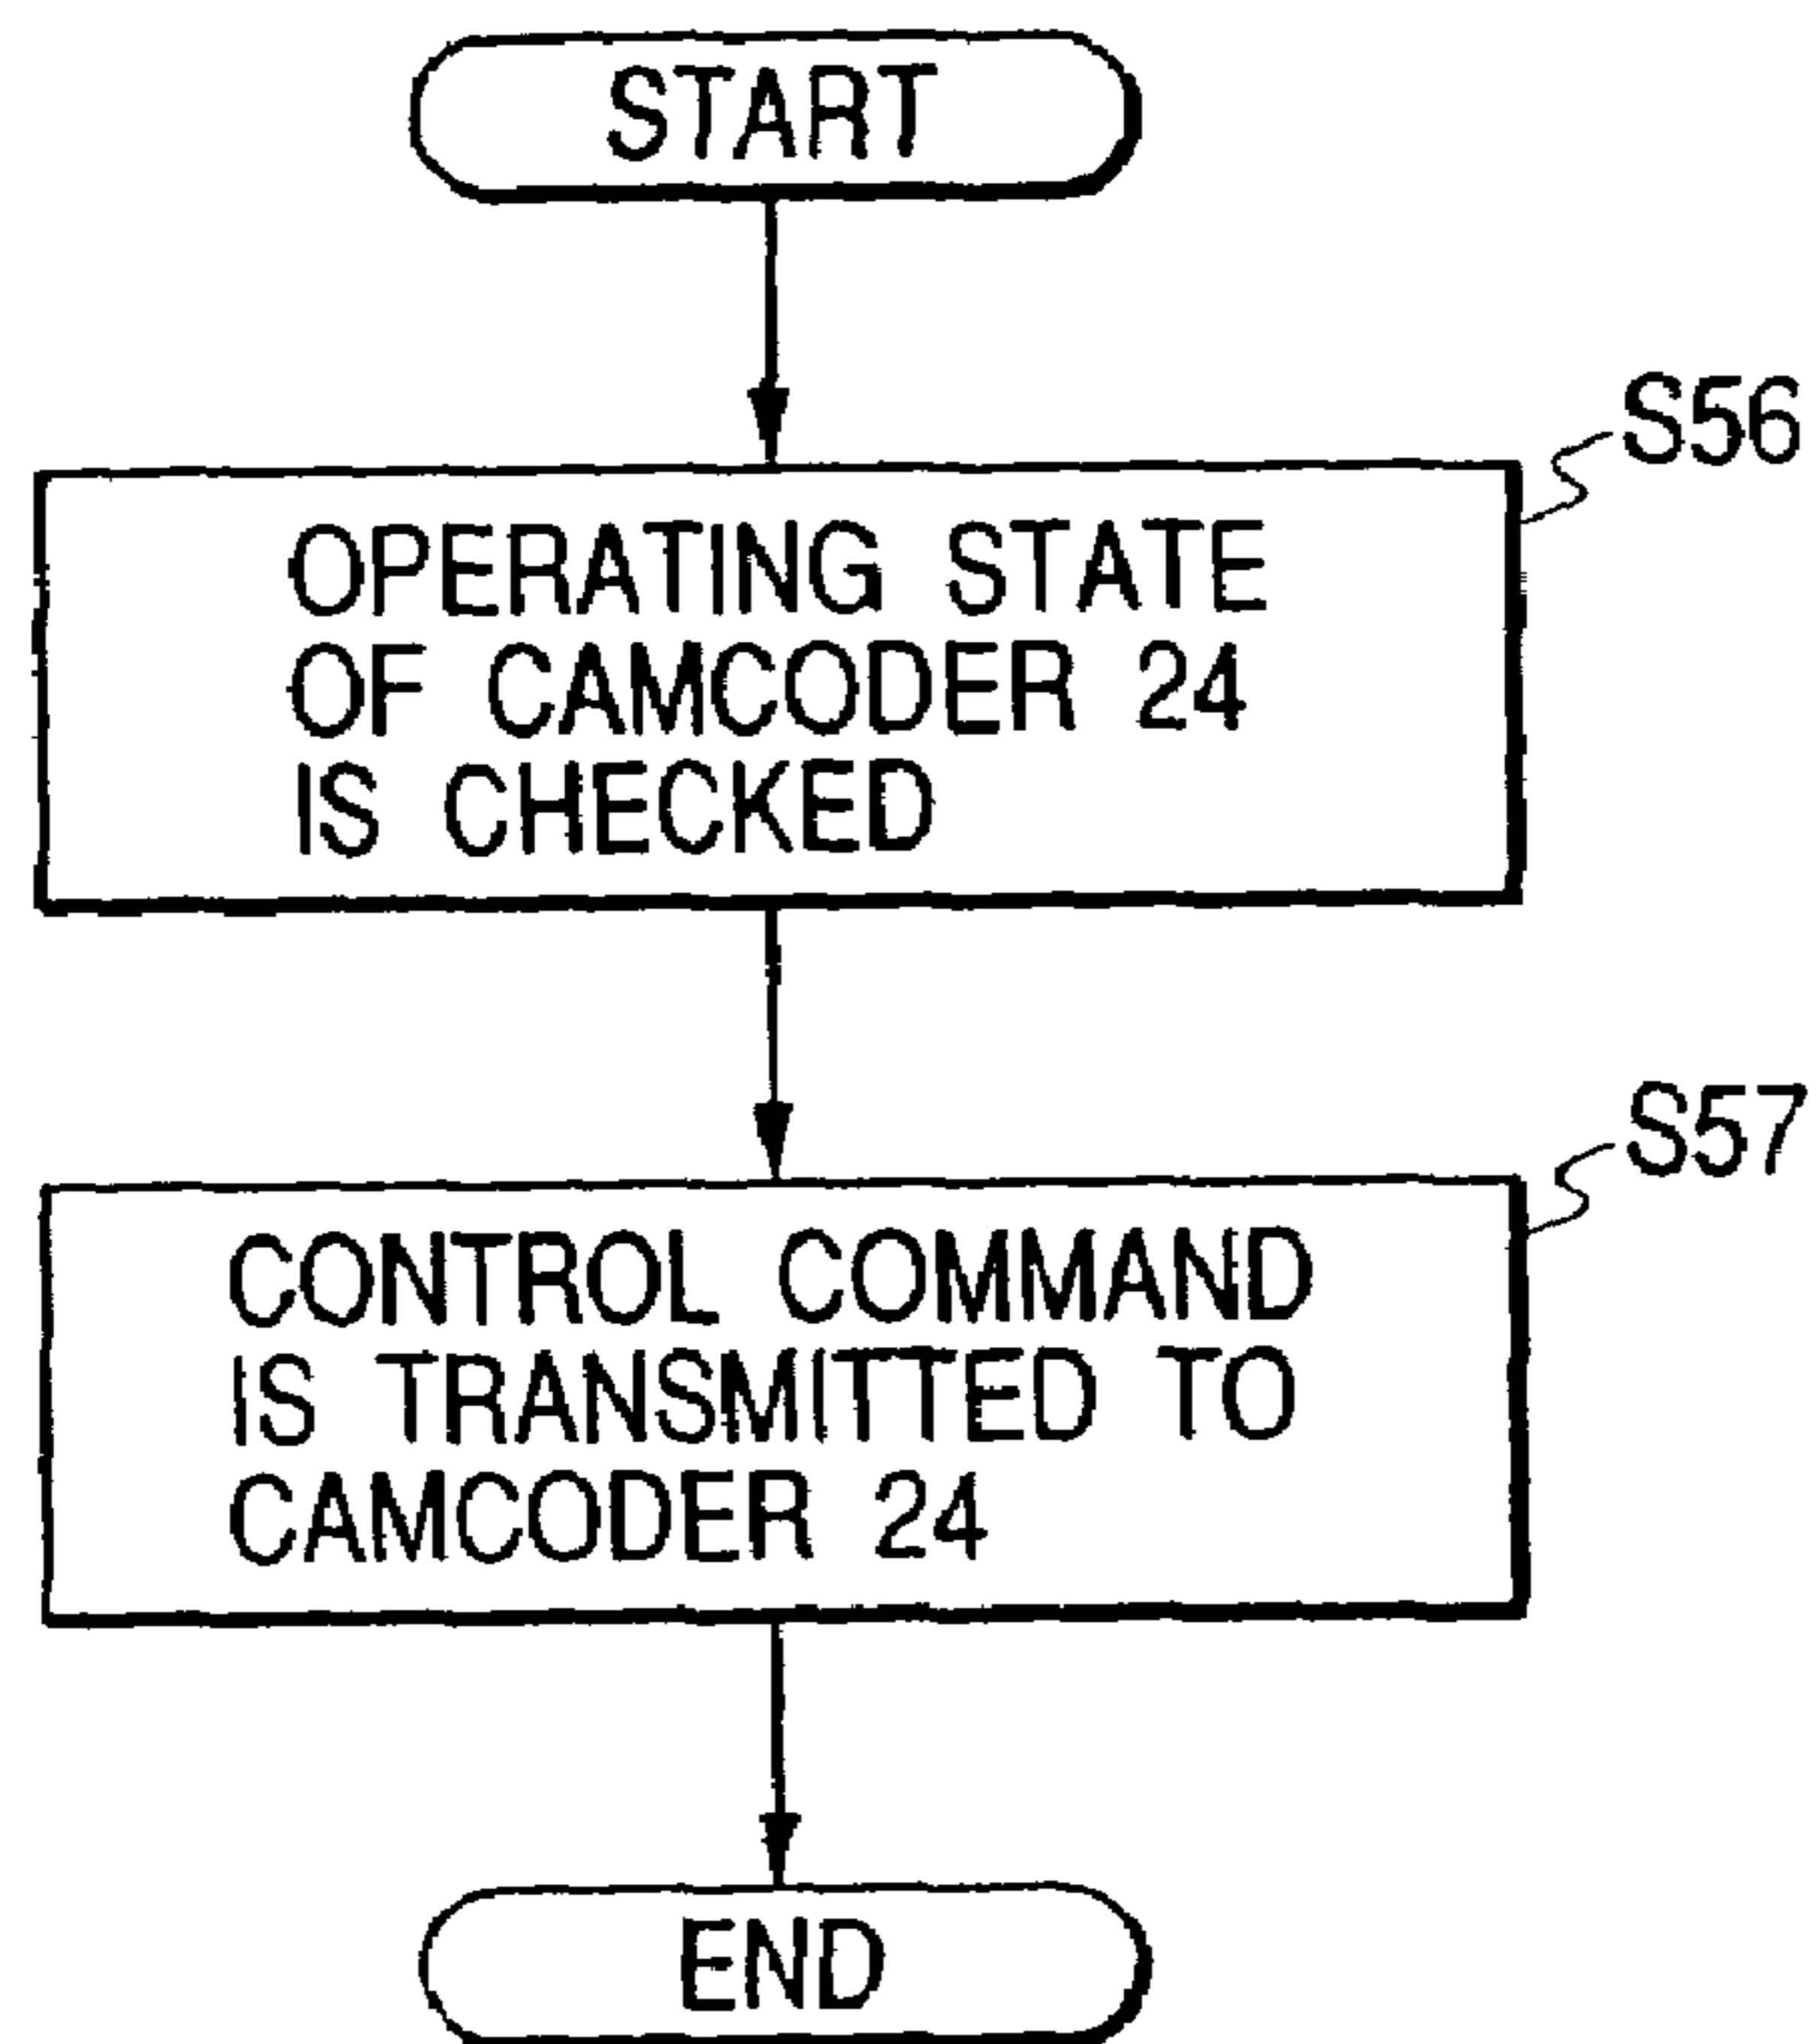 START
S56
OPERATING STATE
OF CAMCODER 24
IS CHECKED
S57
CONTROL COMMAND
IS TRANSMITTED TO
CAMCODER 24
END